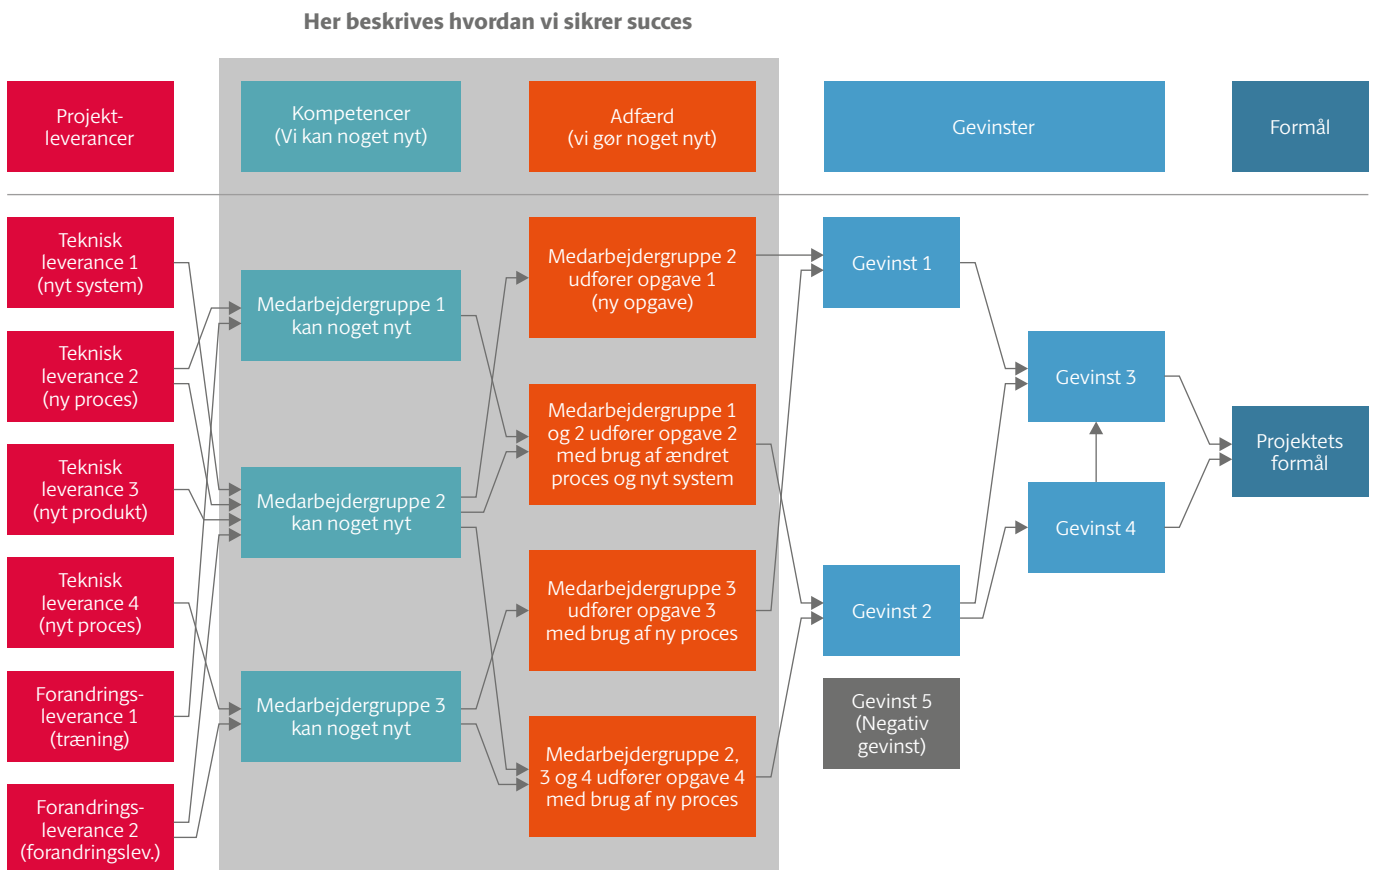 Her beskrives hvordan vi sikrer succes
Projekt-
leverancer
Kompetencer
(Vi kan noget nyt)
Adfærd
(vi gør noget nyt)
Gevinster
Formål
Teknisk
leverance 1
(nyt system)
Teknisk
leverance 2
(ny proces)
Teknisk
leverance 3
(nyt produkt)
Teknisk
leverance 4
(nyt proces)
Forandrings-
leverance 1
(træning)
Forandrings-
leverance 2
(forandringslev.)
Medarbejdergruppe 1
kan noget nyt
Medarbejdergruppe 2
kan noget nyt
Medarbejdergruppe 3
kan noget nyt
Medarbejdergruppe 2
udfører opgave 1
(ny opgave)
Medarbejdergruppe 1
og 2 udfører opgave 2
med brug af ændret
proces og nyt system
Medarbejdergruppe 3
udfører opgave 3
med brug af ny proces
Medarbejdergruppe 2,
3 og 4 udfører opgave 4
med brug af ny proces
Gevinst 1
Gevinst 2
Gevinst 5
(Negativ
gevinst)
Gevinst 3
Gevinst 4
Projektets
formål